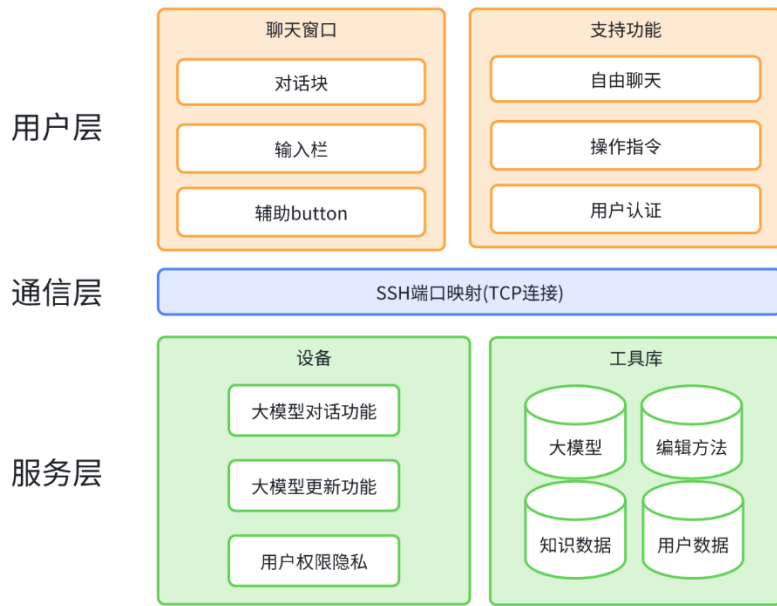 用户层
聊天窗口
对话块
输入栏
辅助button
支持功能
自由聊天
操作指令
用户认证
通信层
SSH端口映射(TCP连接)
服务层
设备
大模型对话功能
大模型更新功能
用户权限隐私
工具库
大模型
编辑方法
知识数据
用户数据